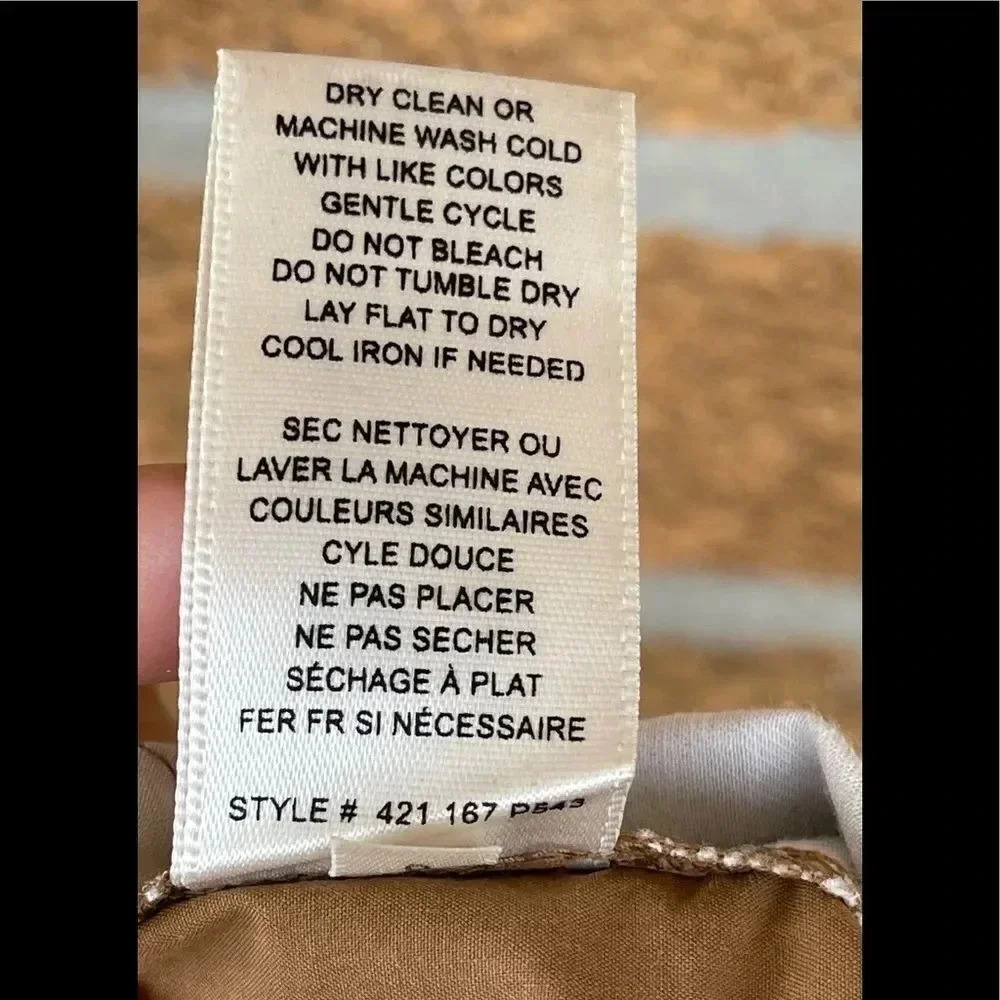 DRY CLEAN OR
MACHINE WASH COLD
WITH LIKE COLORS
GENTLE CYCLE
DO NOT BLEACH
DO NOT TUMBLE DRY
LAY FLAT TO DRY
COOL IRON IF NEEDED
SEC NETTOYER OU
LAVER LA MACHINE AVEC
COULEURS SIMILAIRES
CYLE DOUCE
NE PAS PLACER
NE PAS SECHER
SÉCHAGE À PLAT
FER FR SI NÉCESSAIRE
STYLE # 421 167 P543